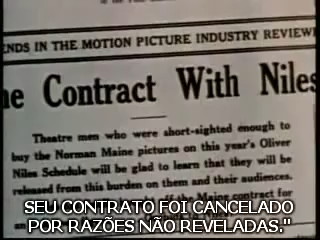 ENDS IN THE MOTION PICTURE INDUSTRY REVIEW
e Contract With Niles
Theatre men who were short-sighted enough to
buy the Norman Maine pictures on this year's Oliver
Niles Schedule will be glad to learn that they will be
released from this burden on them and their audiences.
Maine contract for
SEU CONTRATO FOI CANCELADO
POR RAZÕES NÃO REVELADAS."